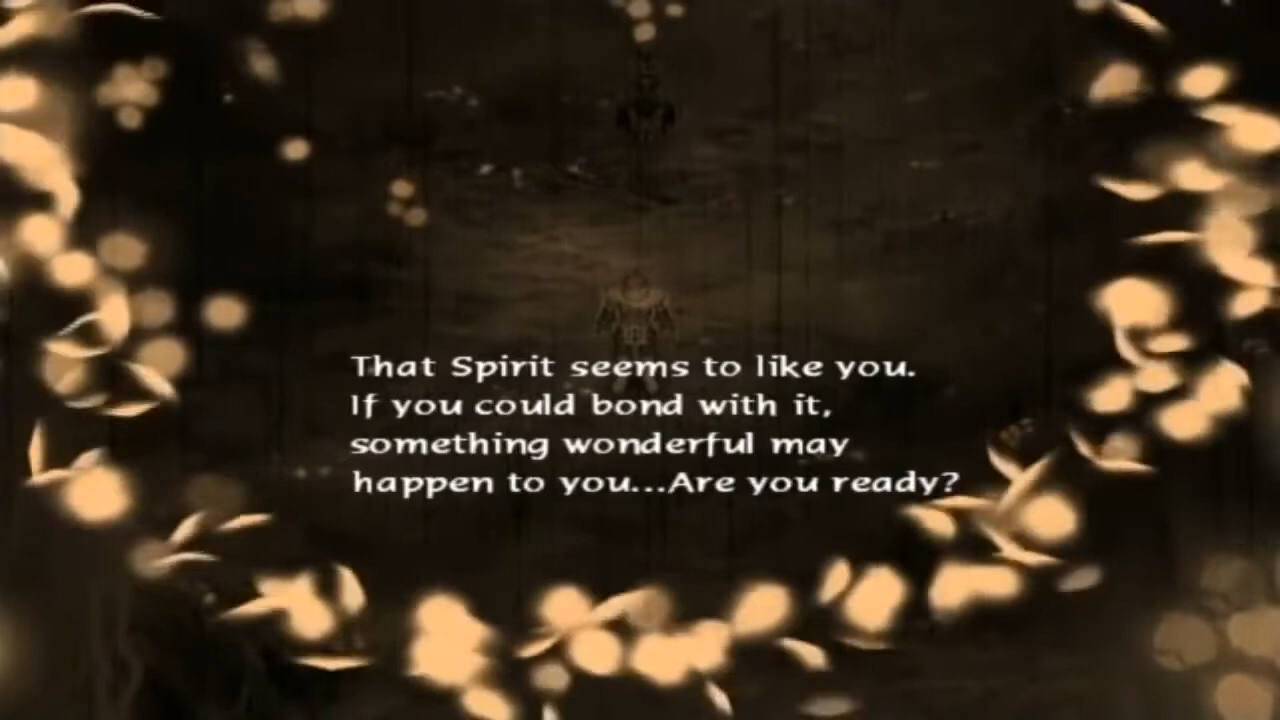 That Spirit seems to like you.
If you could bond with it,
something wonderful may
happen to you...Are you ready?